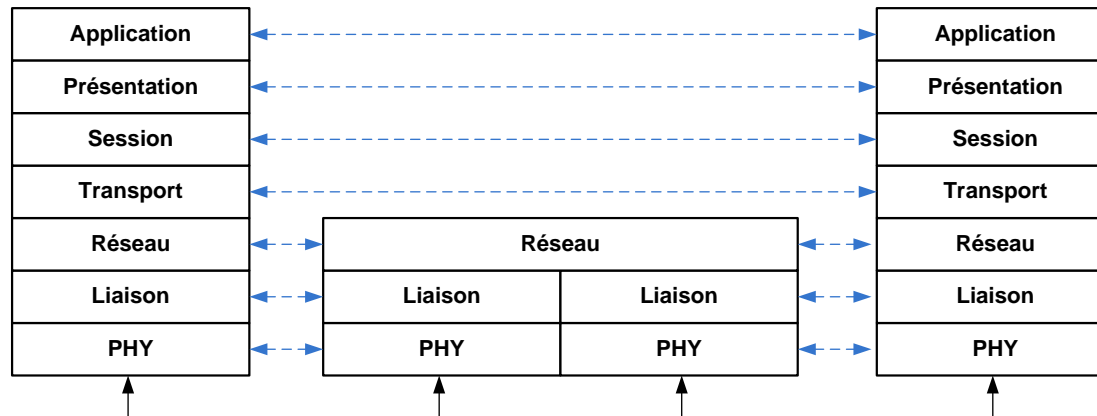 Application
Application
Présentation
Présentation
Session
Session
Transport
Transport
Réseau
Réseau
Réseau
Liaison
Liaison
Liaison
Liaison
PHY
PHY
PHY
PHY